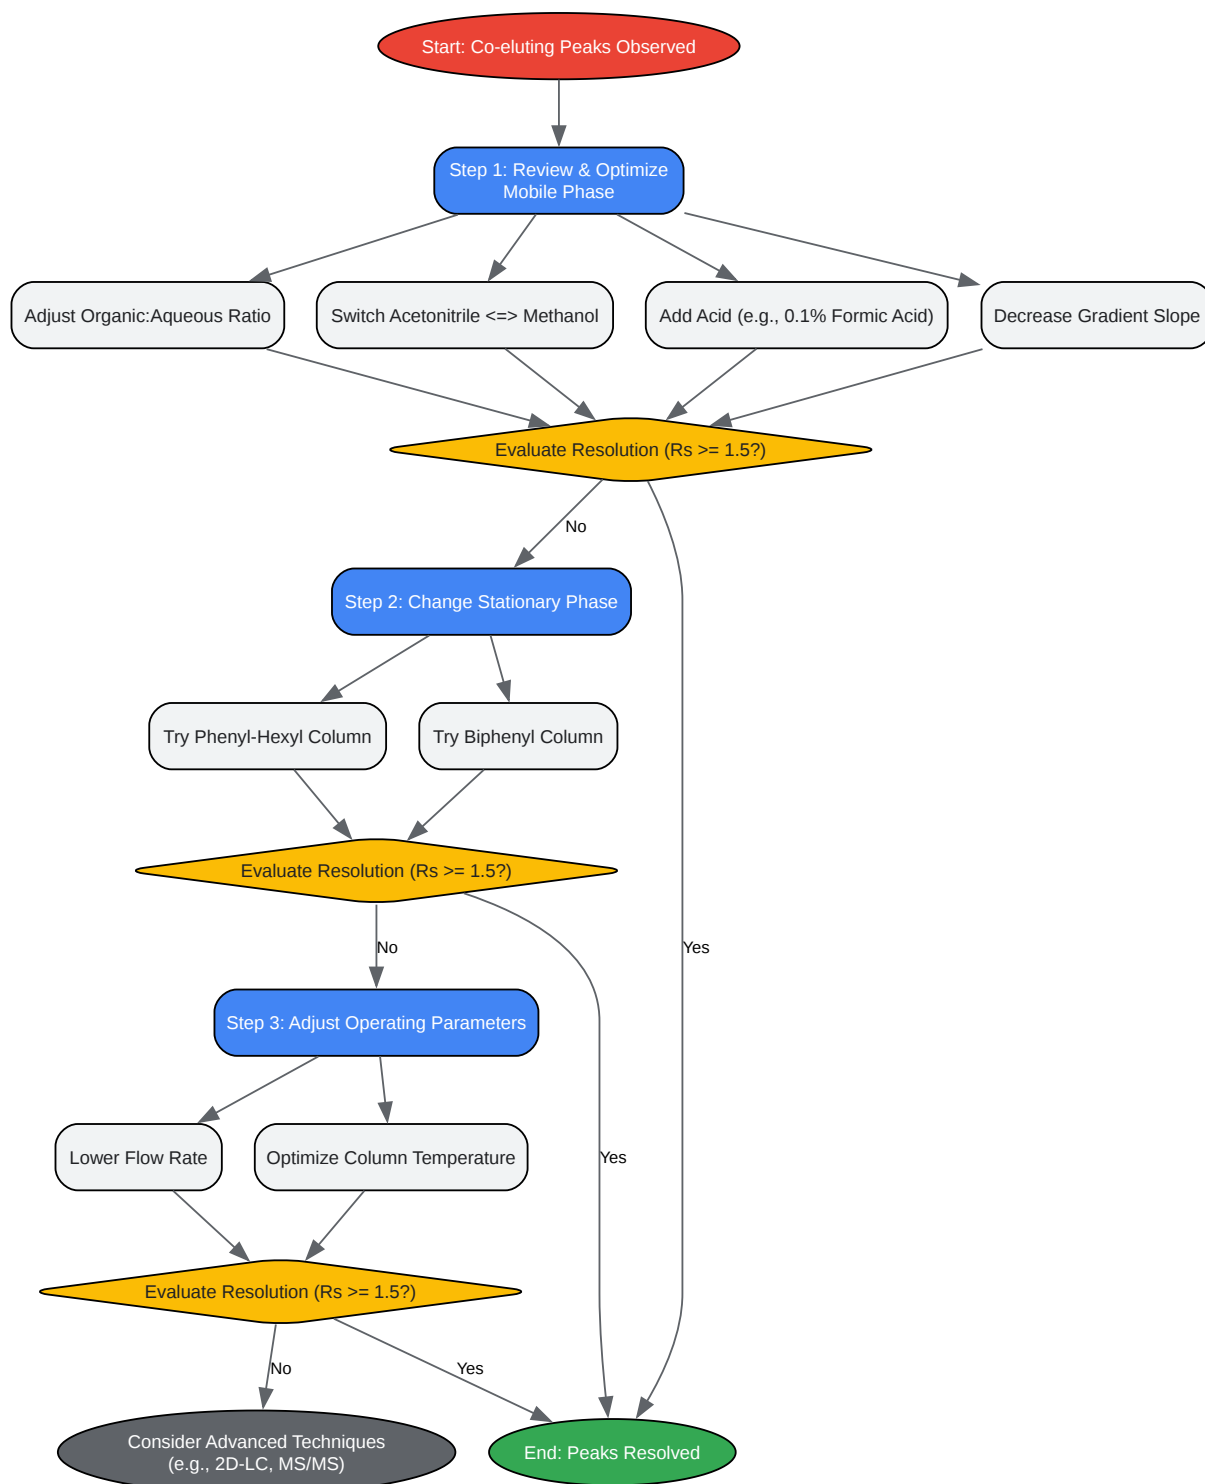 Start: Co-eluting Peaks Observed
Step 1: Review & Optimize
Mobile Phase
Adjust Organic:Aqueous Ratio
Switch Acetonitrile <=> Methanol
Add Acid (e.g., 0.1% Formic Acid)
Decrease Gradient Slope
Evaluate Resolution (Rs >= 1.5?)
No
Step 2: Change Stationary Phase
Try Phenyl-Hexyl Column
Try Biphenyl Column
Evaluate Resolution (Rs >= 1.5?)
No
Yes
Step 3: Adjust Operating Parameters
Lower Flow Rate
Optimize Column Temperature
Yes
Evaluate Resolution (Rs >= 1.5?)
No
Yes
Consider Advanced Techniques
(e.g., 2D-LC, MS/MS)
End: Peaks Resolved